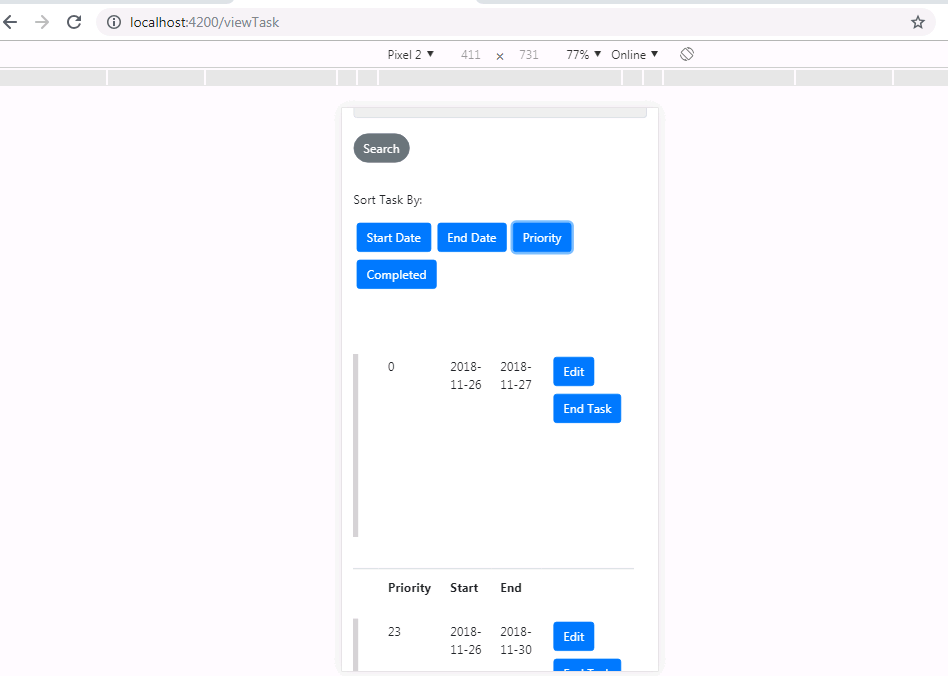 localhost:4200/viewTask
Pixel 2 ▼ 411 × 731 77% ▼ Online ▼
Search
Sort Task By:
Start Date End Date Priority
Completed
0 2018-11-26 2018-11-27 Edit
End Task
Priority Start End
23 2018-11-26 2018-11-30 Edit
End Task